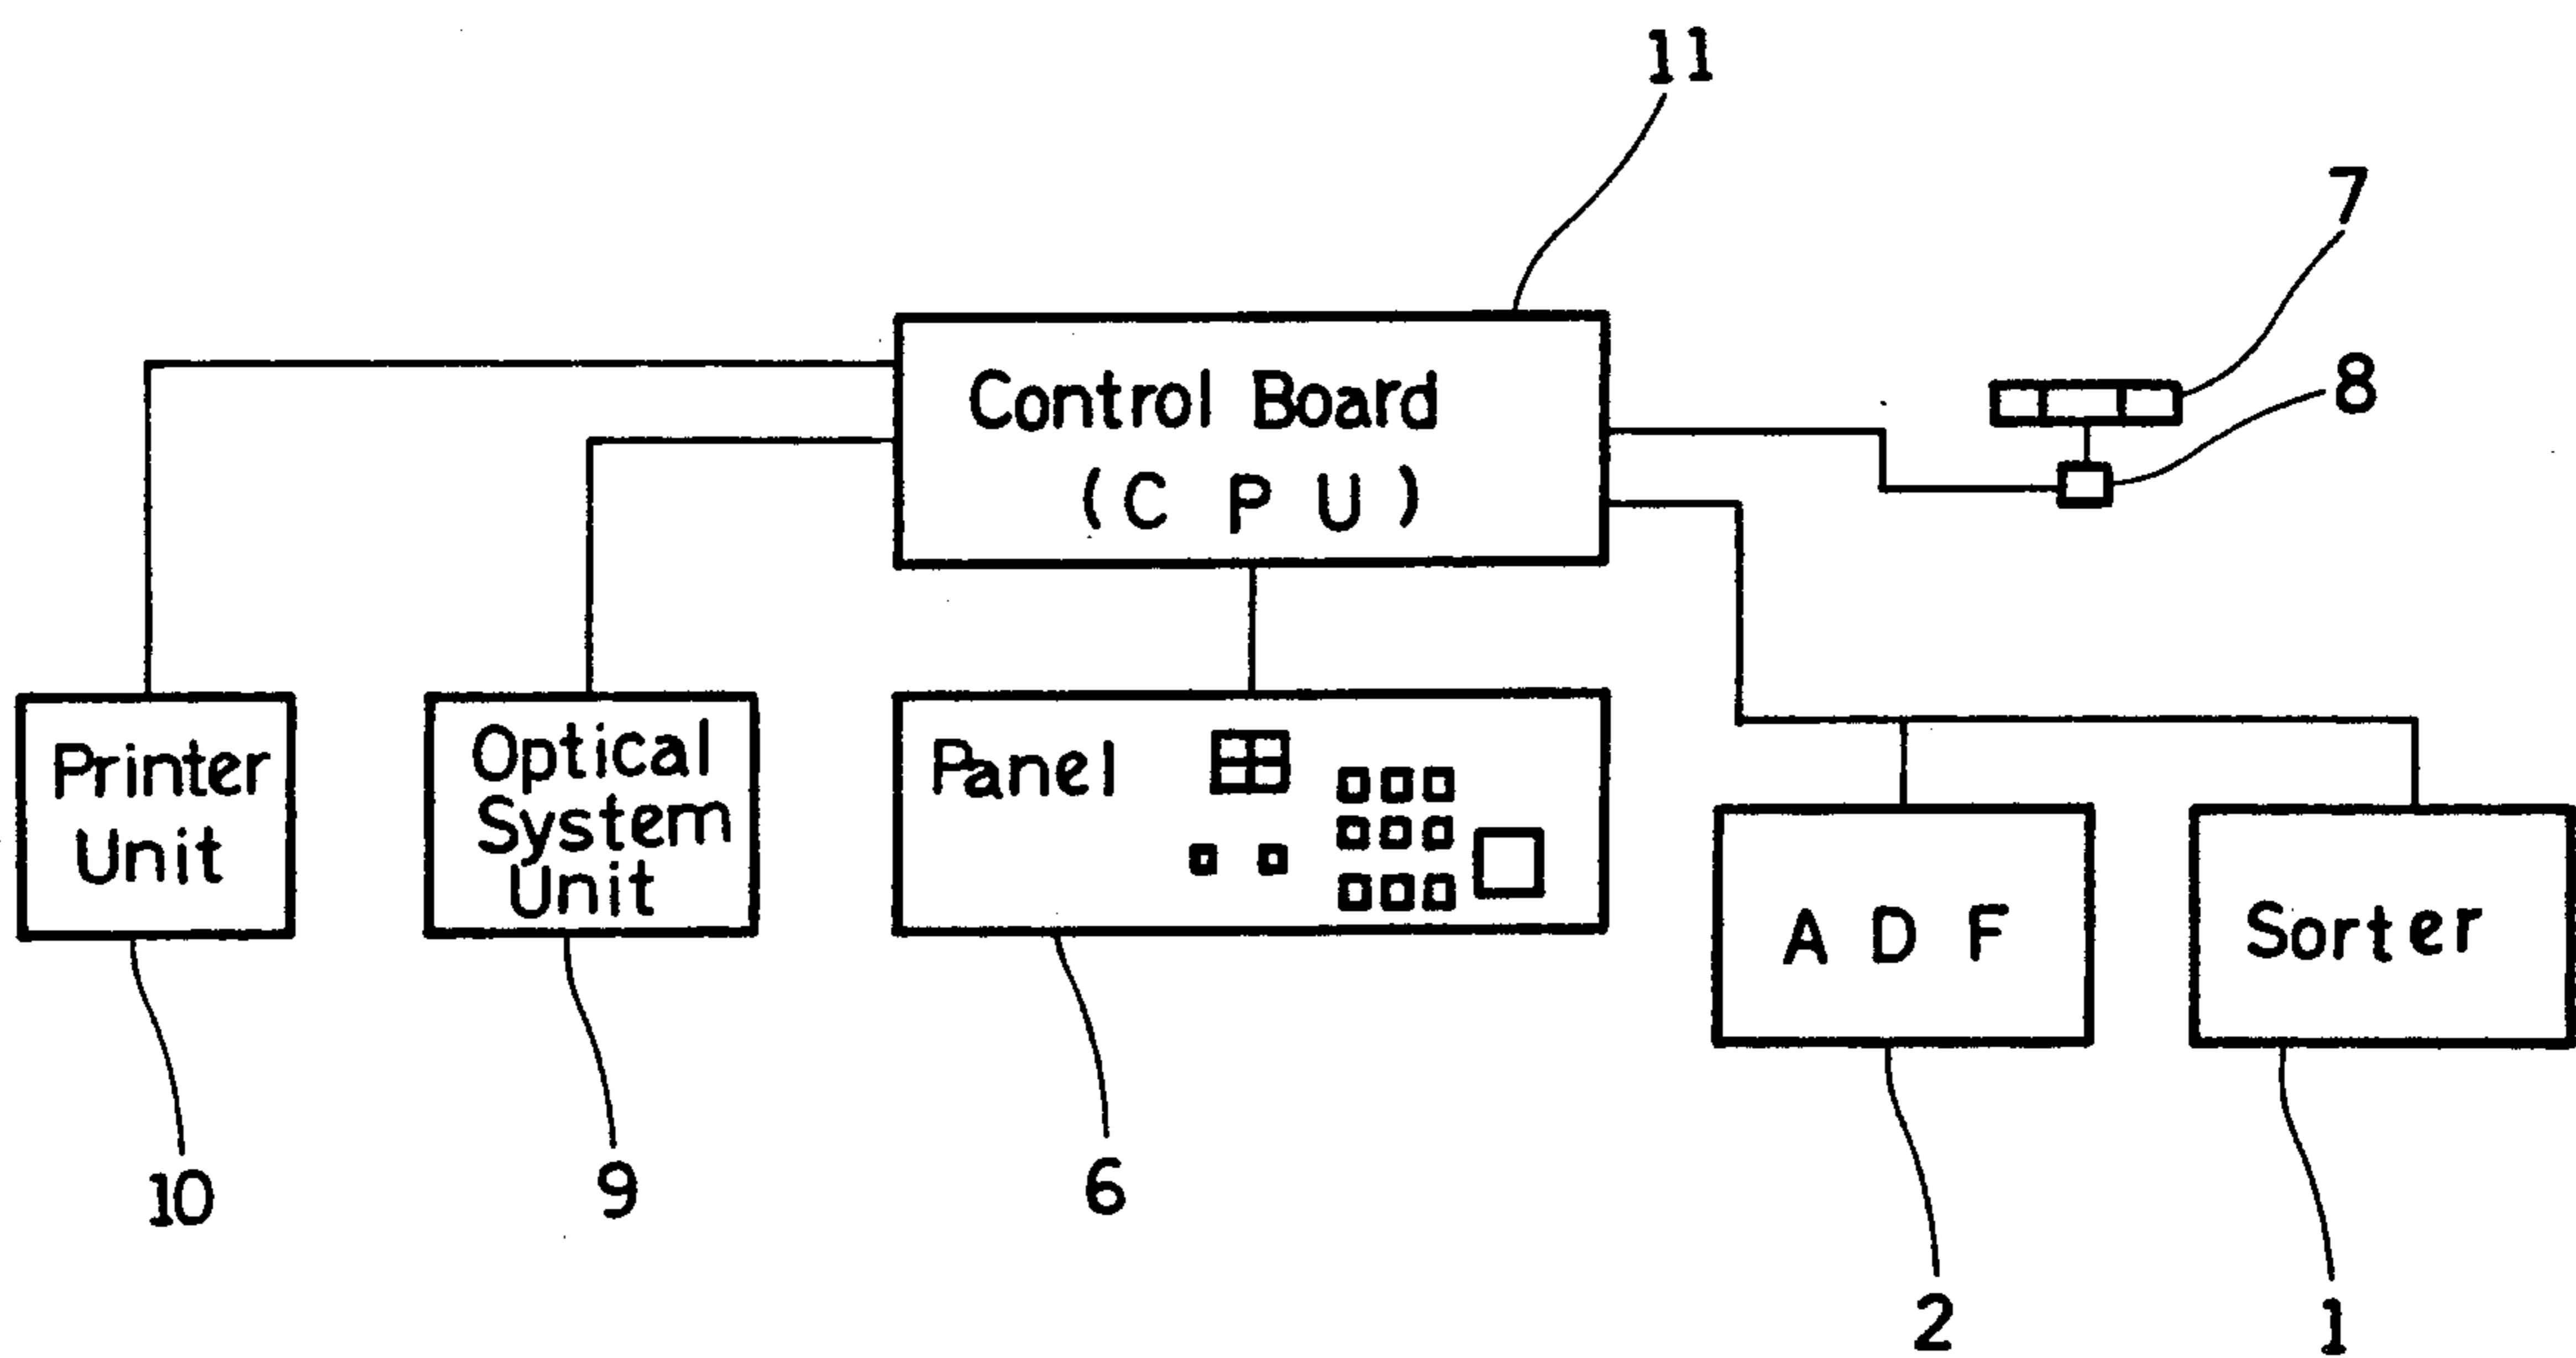 11
7
8
Control Board
(CPU)
Printer
Unit
Optical
System
Unit
Panel
ADF
Sorter
10
9
6
2
1